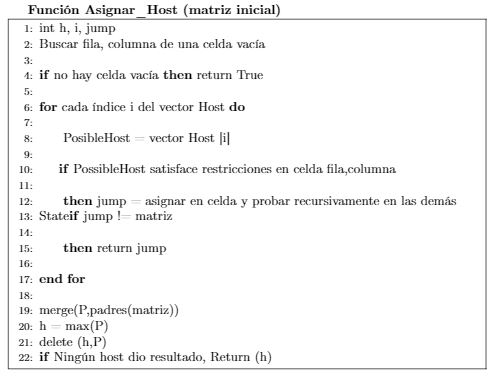 Función Asignar_Host (matriz inicial)
1: int h, i, jump
2: Buscar fila, columna de una celda vacía
3:
4: if no hay celda vacía then return True
5:
6: for cada índice i del vector Host do
7:
8: PosibleHost = vector Host [i]
9:
10: if PossibleHost satisface restricciones en celda fila,columna
11:
12: then jump = asignar en celda y probar recursivamente en las demás
13: Stateif jump != matriz
14:
15: then return jump
16:
17: end for
18:
19: merge(P,padres(matriz))
20: h = max(P)
21: delete (h,P)
22: if Ningún host dio resultado, Return (h)